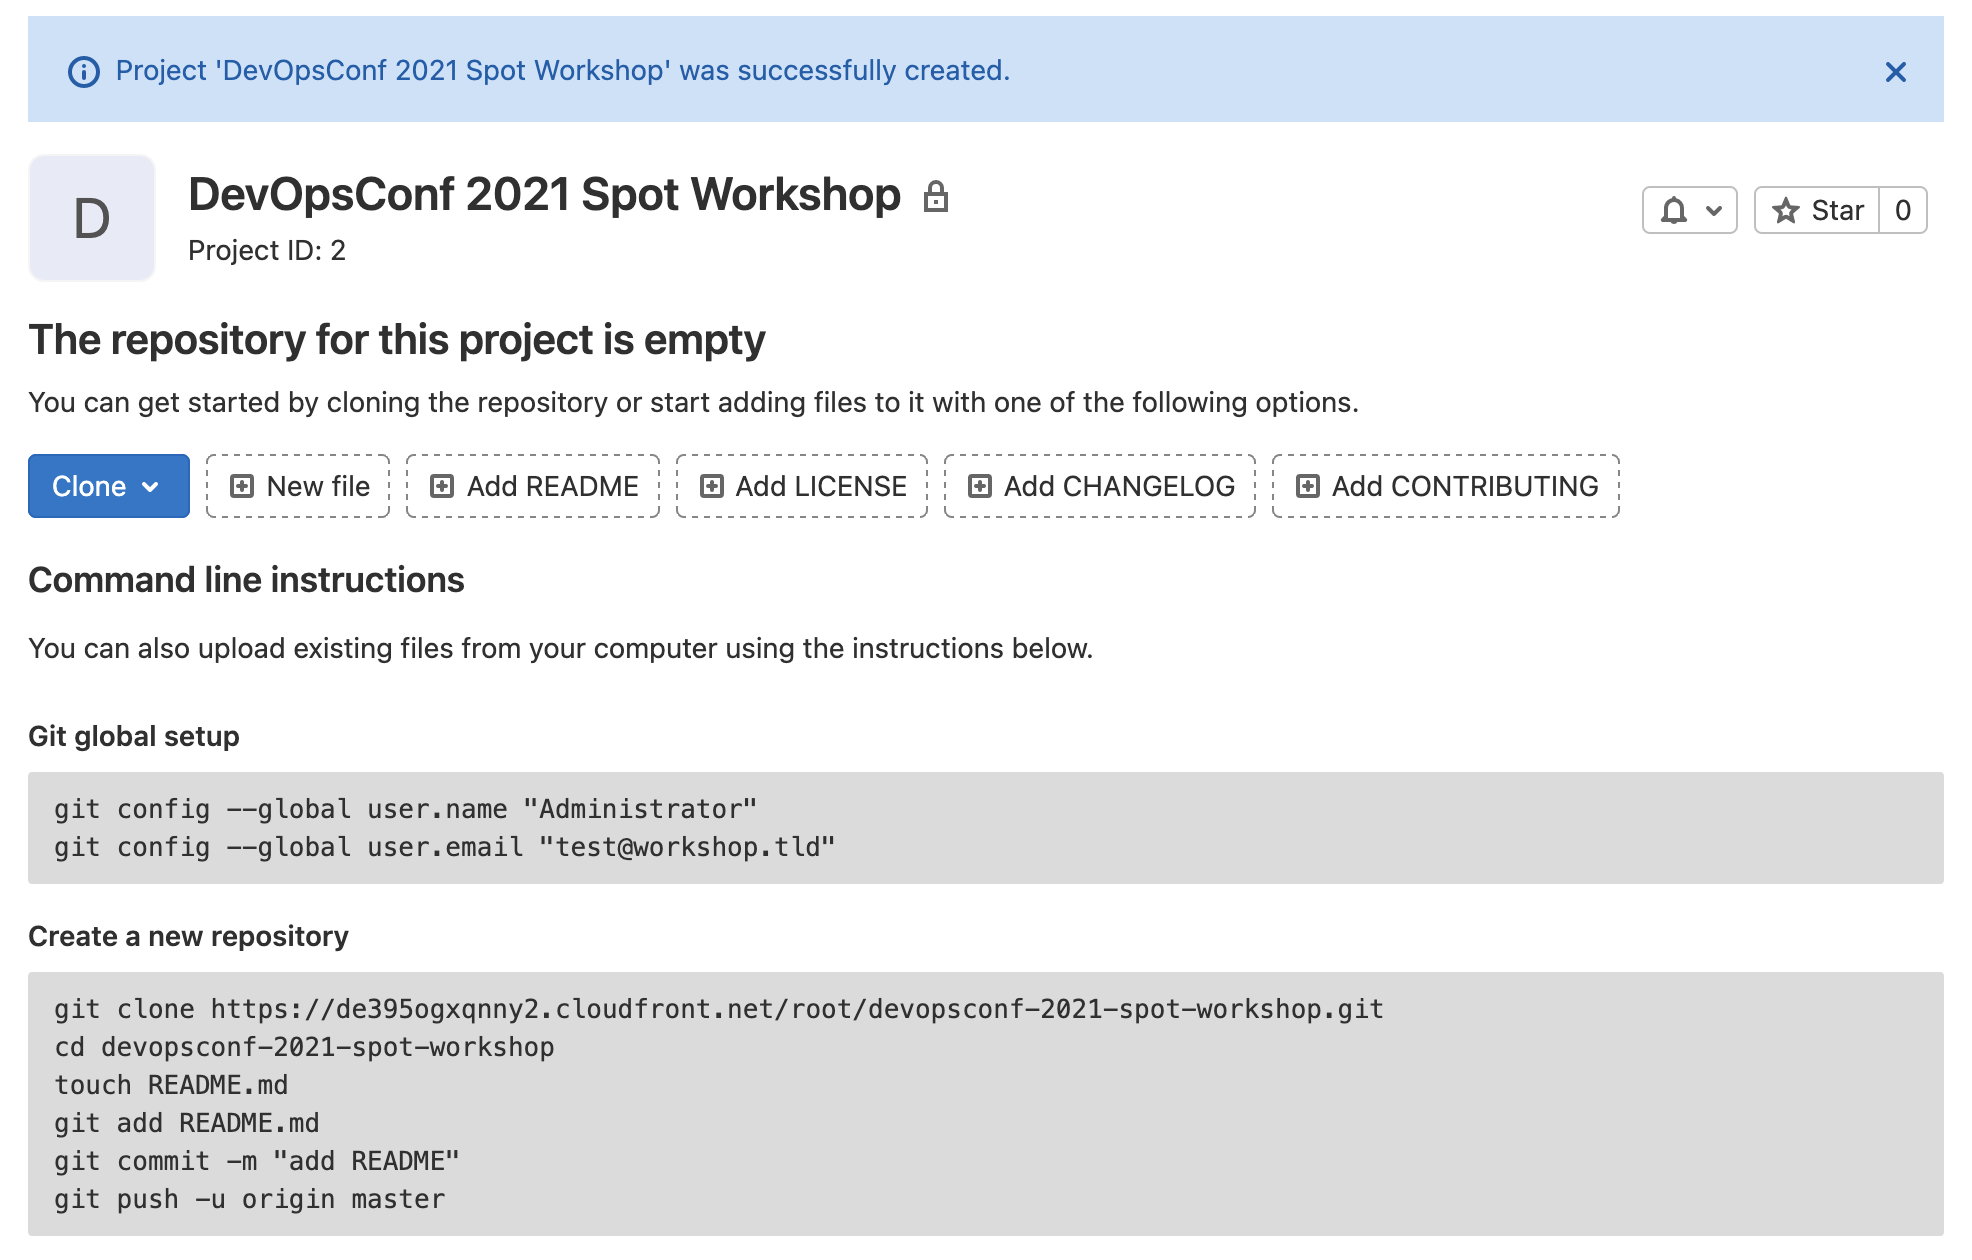 Project 'DevOpsConf 2021 Spot Workshop' was successfully created.
D
DevOpsConf 2021 Spot Workshop
Project ID: 2
Star 0
The repository for this project is empty
You can get started by cloning the repository or start adding files to it with one of the following options.
Clone New file Add README Add LICENSE Add CHANGELOG Add CONTRIBUTING
Command line instructions
You can also upload existing files from your computer using the instructions below.
Git global setup
git config --global user.name "Administrator"
git config --global user.email "test@workshop.tld"
Create a new repository
git clone https://de395ogxqnny2.cloudfront.net/root/devopsconf-2021-spot-workshop.git
cd devopsconf-2021-spot-workshop
touch README.md
git add README.md
git commit -m "add README"
git push -u origin master